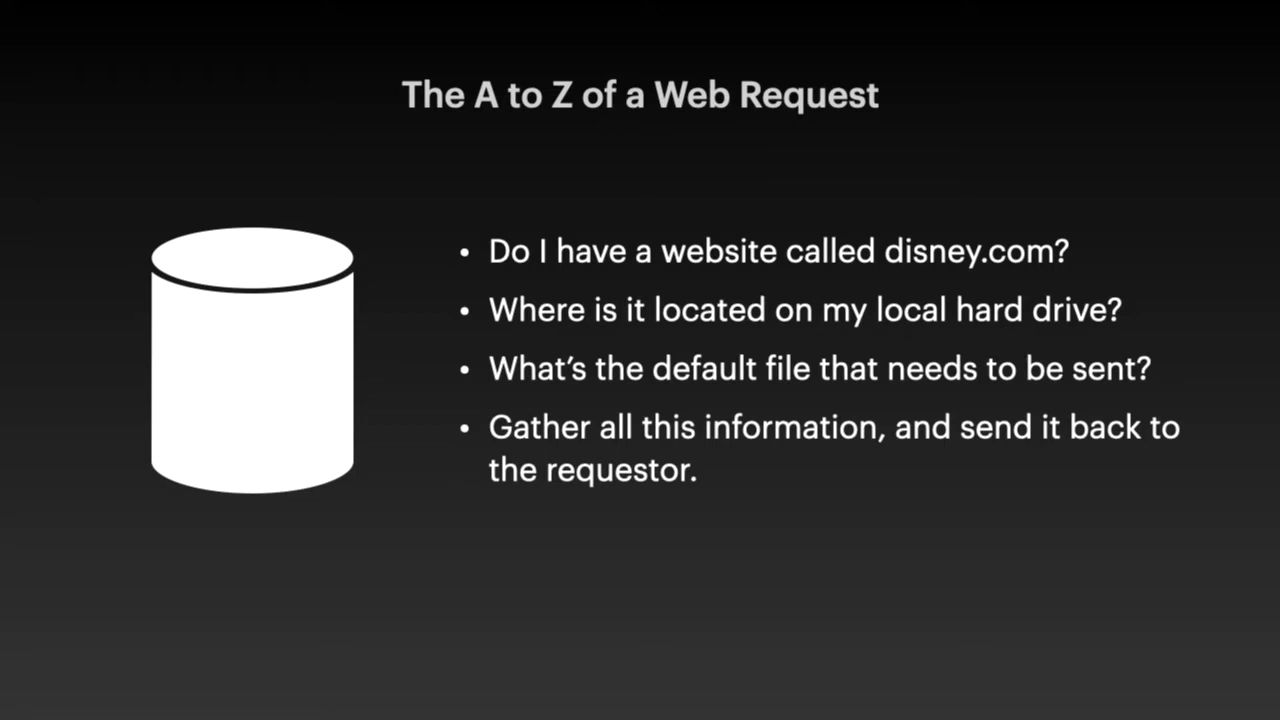 The A to Z of a Web Request
• Do I have a website called disney.com?
• Where is it located on my local hard drive?
• What’s the default file that needs to be sent?
• Gather all this information, and send it back to
the requestor.